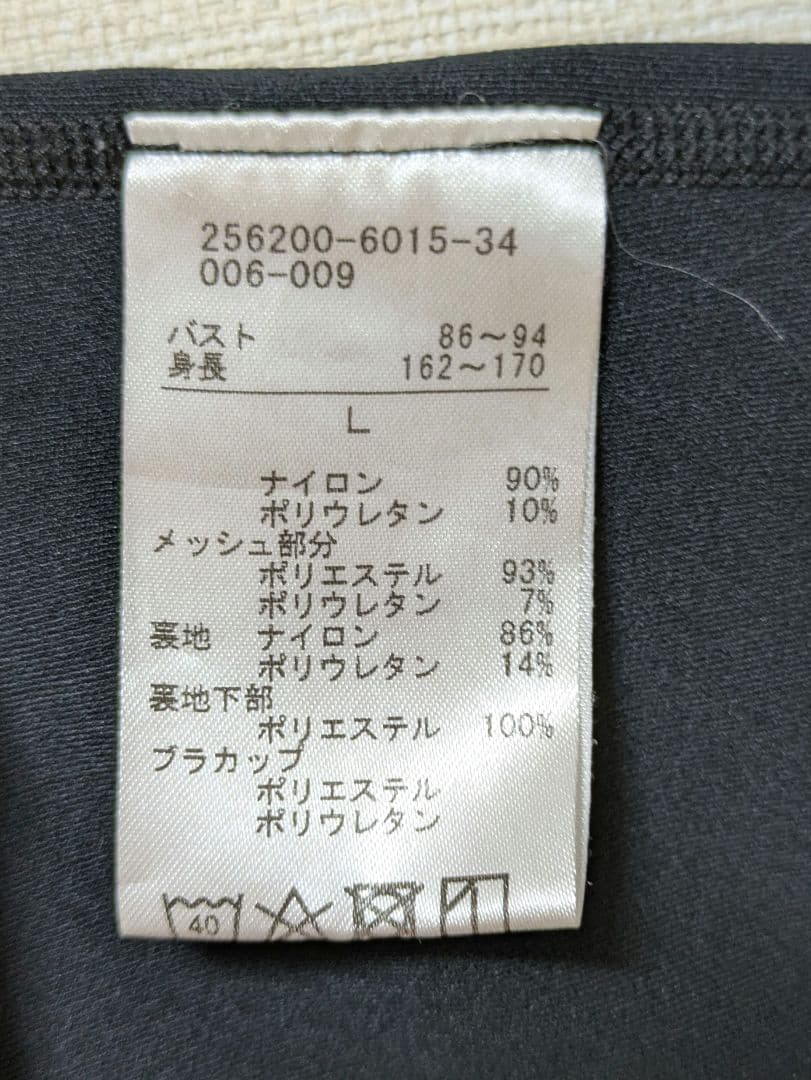 256200-6015-34
006-009
バスト 86～94
身長 162～170
L
ナイロン 90%
ポリウレタン 10%
メッシュ部分
ポリエステル 93%
ポリウレタン 7%
裏地 ナイロン 86%
ポリウレタン 14%
裏地下部
ポリエステル 100%
ブラカップ
ポリエステル
ポリウレタン
40